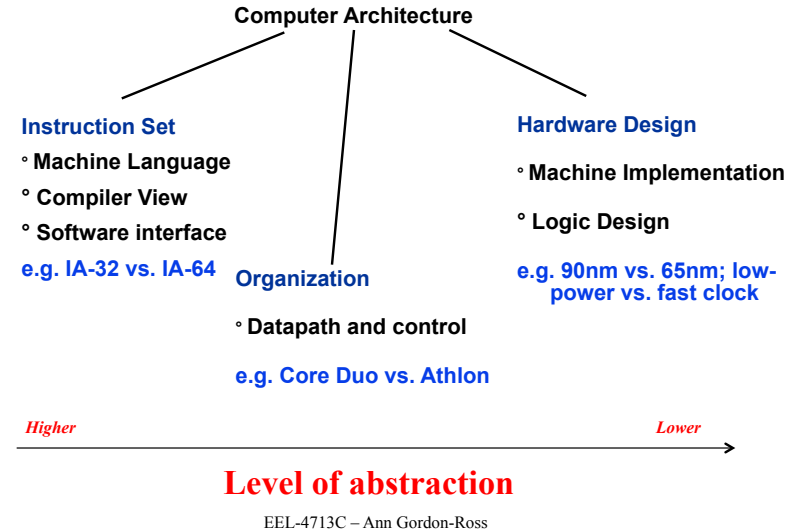 Computer Architecture
Instruction Set
° Machine Language
° Compiler View
° Software interface
e.g. IA-32 vs. IA-64
Organization
° Datapath and control
e.g. Core Duo vs. Athlon
Hardware Design
° Machine Implementation
° Logic Design
e.g. 90nm vs. 65nm; low-
power vs. fast clock
Higher
Lower
Level of abstraction
EEL-4713C – Ann Gordon-Ross